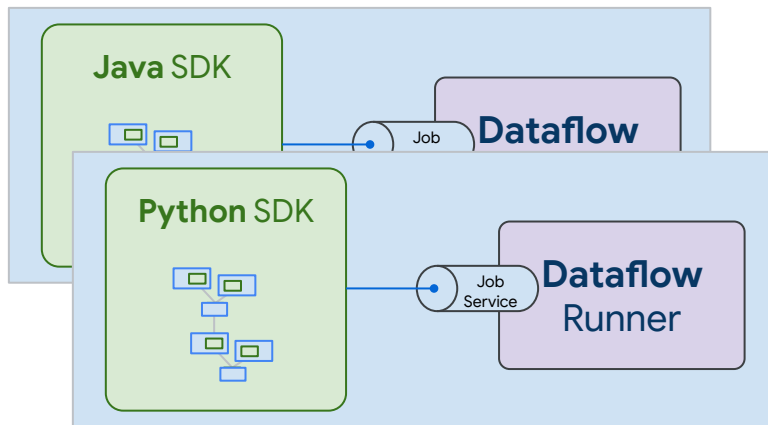 Java SDK
Job
Dataflow
Python SDK
Job
Service
Dataflow
Runner